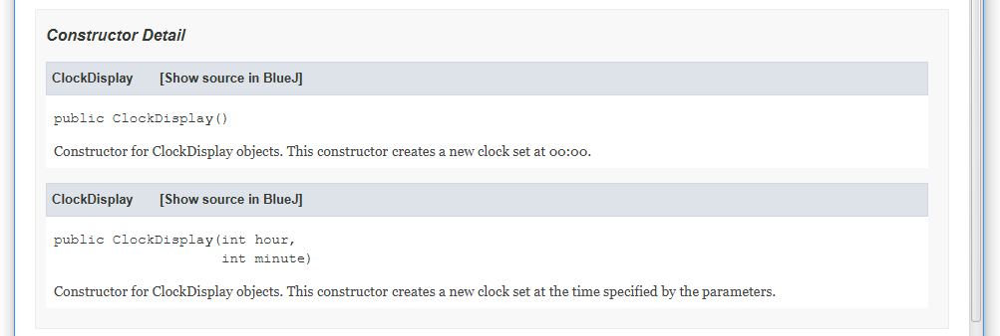 Constructor Detail
ClockDisplay [Show source in BlueJ]
public ClockDisplay()
Constructor for ClockDisplay objects. This constructor creates a new clock set at 00:00.
ClockDisplay [Show source in BlueJ]
public ClockDisplay(int hour,
int minute)
Constructor for ClockDisplay objects. This constructor creates a new clock set at the time specified by the parameters.